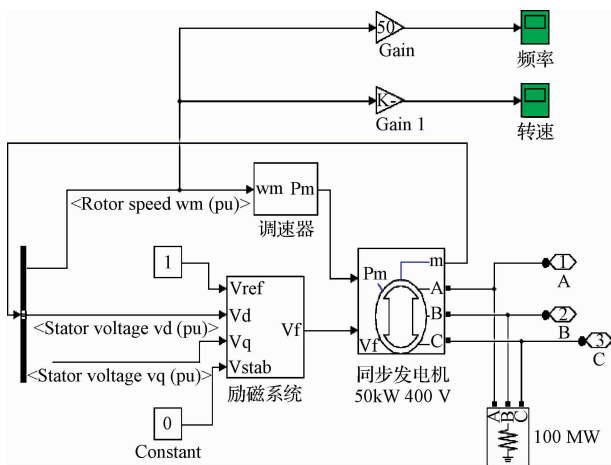 50
Gain
频率
K-
Gain 1
转速
<Rotor speed wm (pu)>
wm Pm
调速器
1
Vref
Vd
Vq
Vstab
Vf
励磁系统
<Stator voltage vd (pu)>
<Stator voltage vq (pu)>
0
Constant
Pm
Vf
m
A
B
C
同步发电机
50kW 400 V
1
A
2
B
3
C
A B C
100 MW